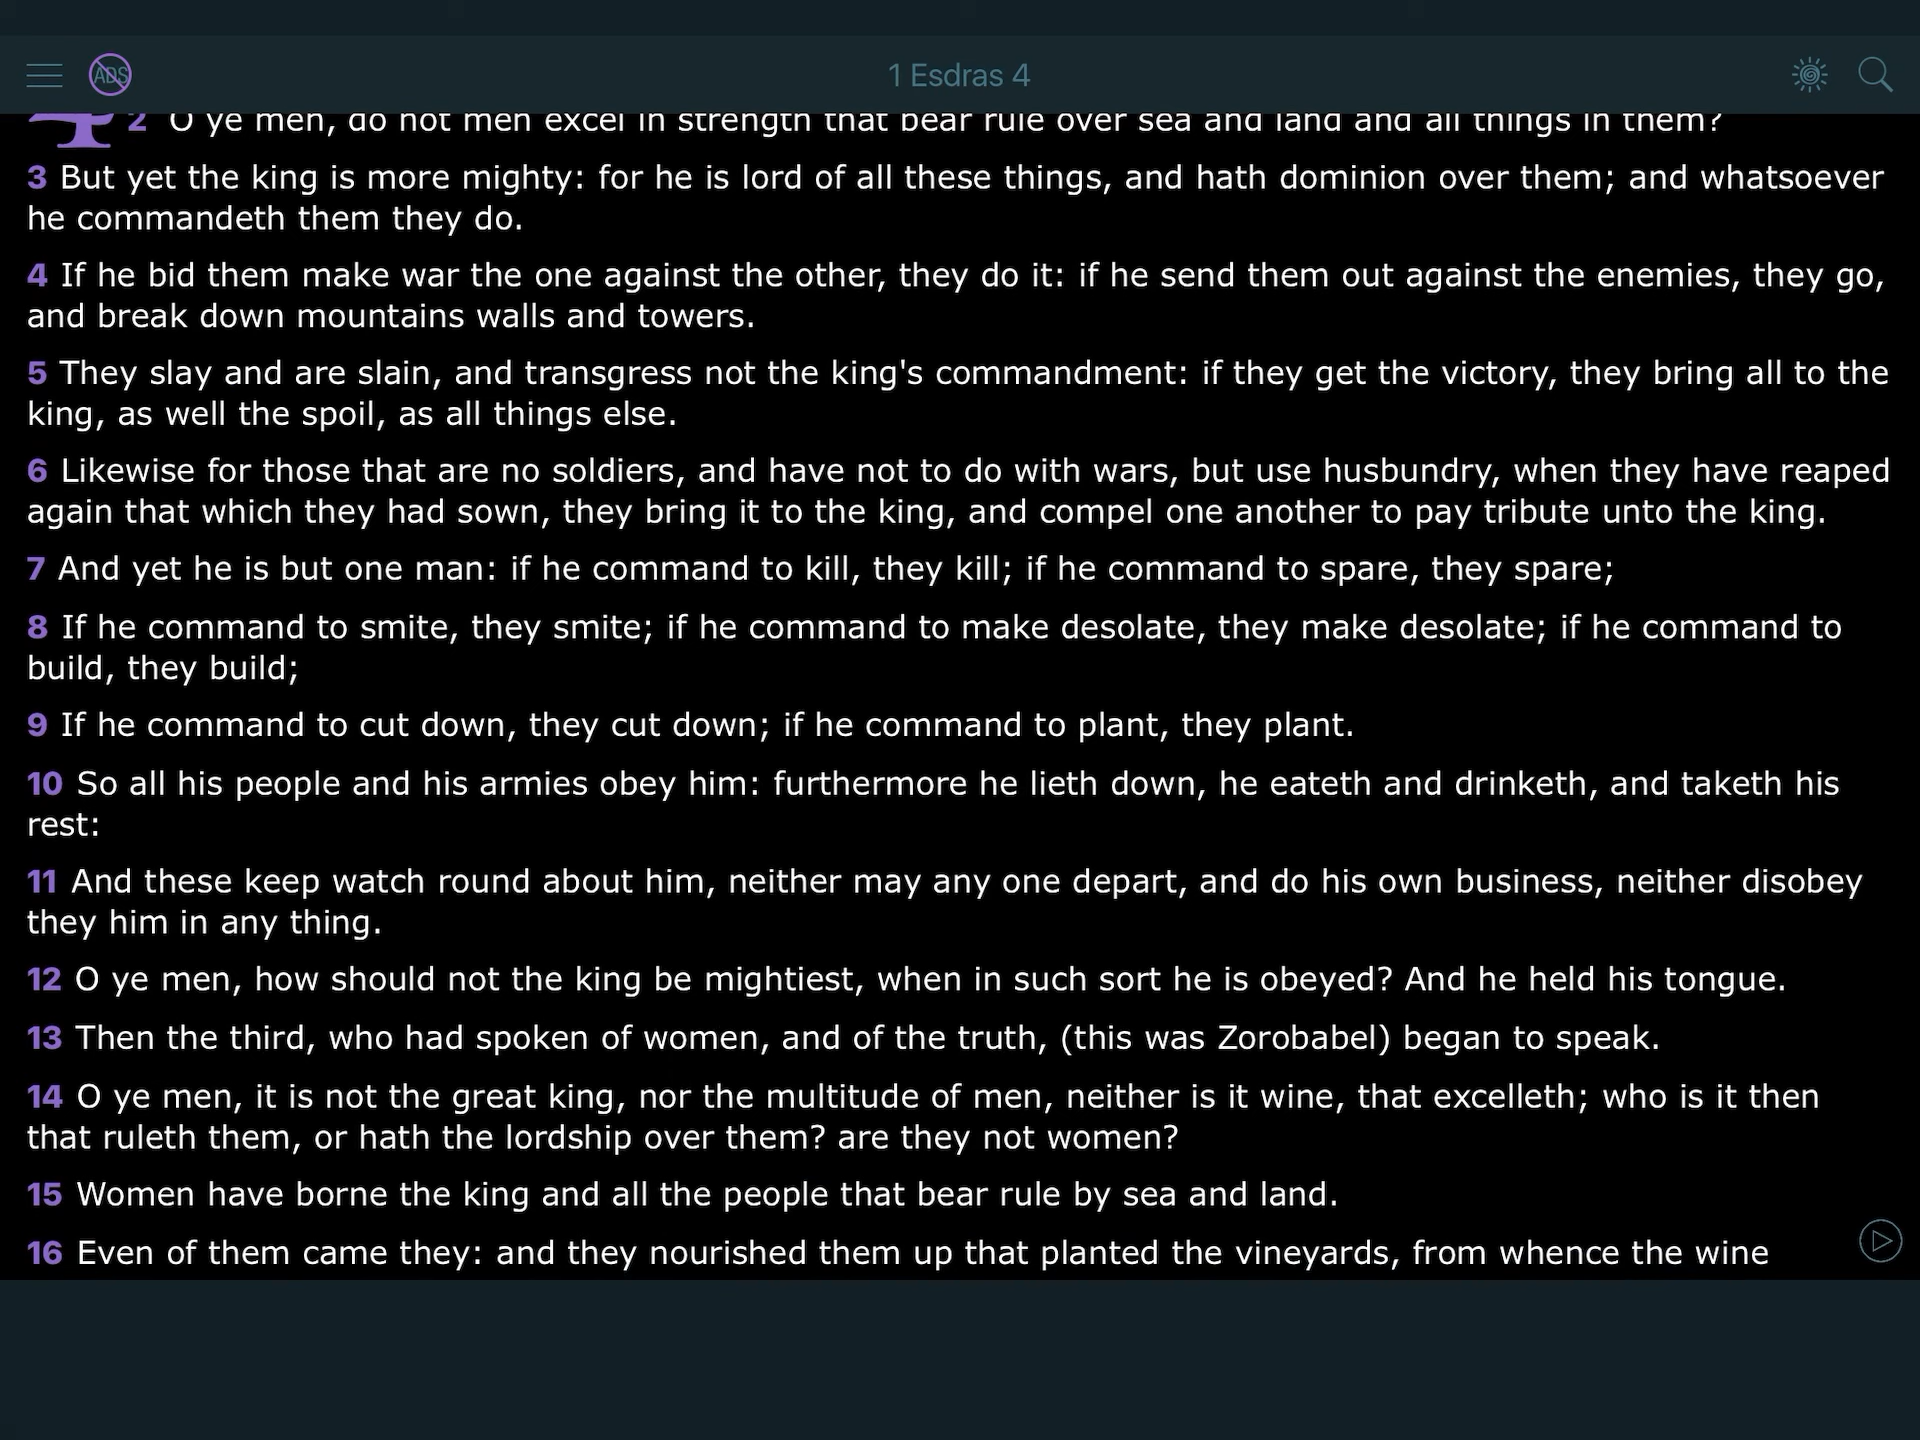 ADS
1 Esdras 4
2 O ye men, do not men excel in strength that bear rule over sea and land and all things in them?
3 But yet the king is more mighty: for he is lord of all these things, and hath dominion over them; and whatsoever
he commandeth them they do.
4 If he bid them make war the one against the other, they do it: if he send them out against the enemies, they go,
and break down mountains walls and towers.
5 They slay and are slain, and transgress not the king's commandment: if they get the victory, they bring all to the
king, as well the spoil, as all things else.
6 Likewise for those that are no soldiers, and have not to do with wars, but use husbundry, when they have reaped
again that which they had sown, they bring it to the king, and compel one another to pay tribute unto the king.
7 And yet he is but one man: if he command to kill, they kill; if he command to spare, they spare;
8 If he command to smite, they smite; if he command to make desolate, they make desolate; if he command to
build, they build;
9 If he command to cut down, they cut down; if he command to plant, they plant.
10 So all his people and his armies obey him: furthermore he lieth down, he eateth and drinketh, and taketh his
rest:
11 And these keep watch round about him, neither may any one depart, and do his own business, neither disobey
they him in any thing.
12 O ye men, how should not the king be mightiest, when in such sort he is obeyed? And he held his tongue.
13 Then the third, who had spoken of women, and of the truth, (this was Zorobabel) began to speak.
14 O ye men, it is not the great king, nor the multitude of men, neither is it wine, that excelleth; who is it then
that ruleth them, or hath the lordship over them? are they not women?
15 Women have borne the king and all the people that bear rule by sea and land.
16 Even of them came they: and they nourished them up that planted the vineyards, from whence the wine